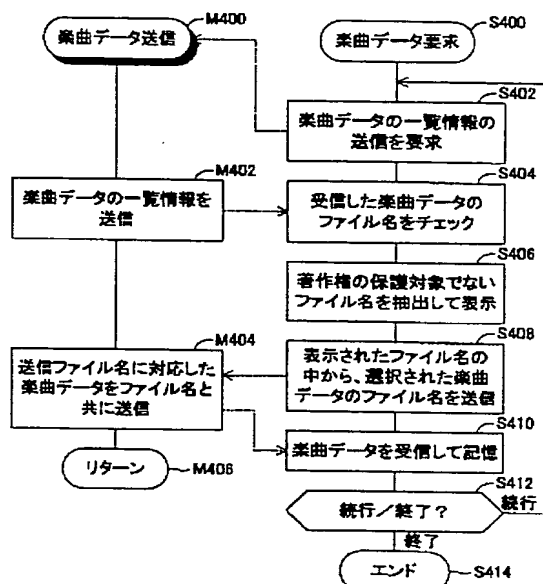 M400
楽曲データ送信
S400
楽曲データ要求
S402
楽曲データの一覧情報の
送信を要求
M402
楽曲データの一覧情報を
送信
S404
受信した楽曲データの
ファイル名をチェック
S406
著作権の保護対象でない
ファイル名を抽出して表示
M404
送信ファイル名に対応した
楽曲データをファイル名と
共に送信
S408
表示されたファイル名の
中から、選択された楽曲
データのファイル名を送信
S410
楽曲データを受信して記憶
リターン
M406
S412
続行/終了?
続行
終了
エンド
S414